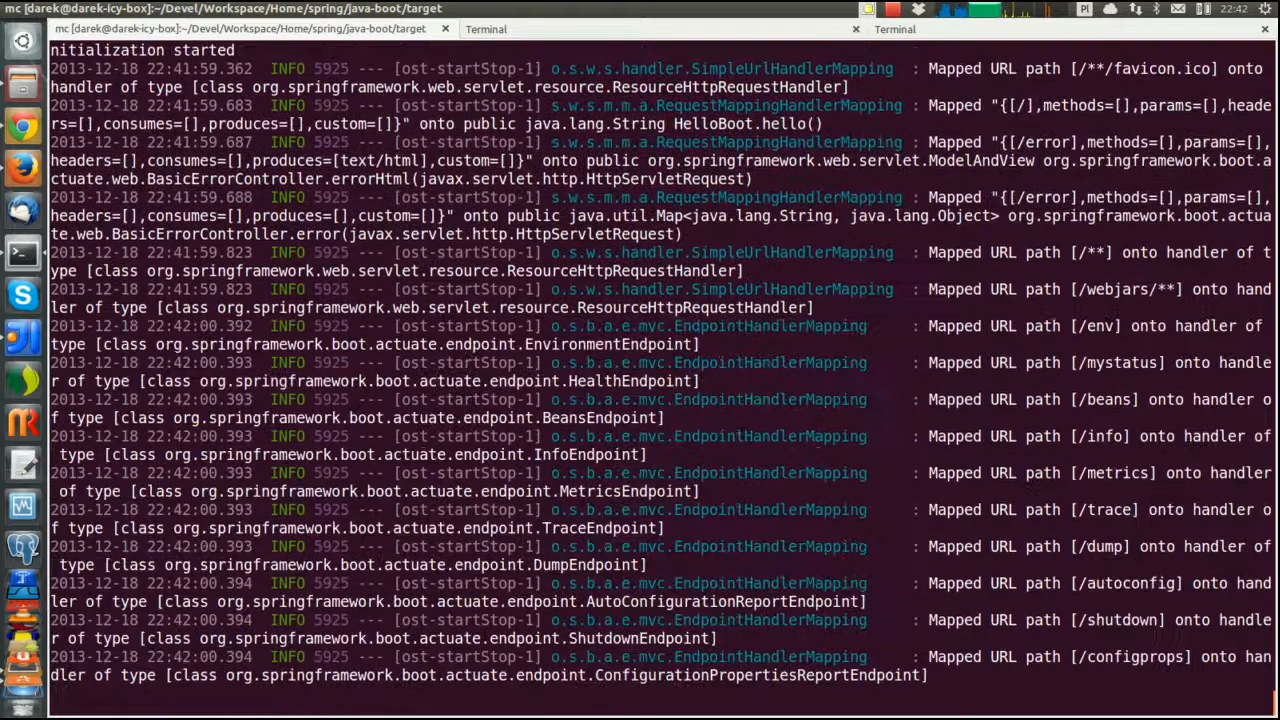 mc [darek@darek-icy-box]:~/Devel/Workspace/Home/spring/java-boot/target
Pl
22:42
mc [darek@darek-icy-box]:~/Devel/Workspace/Home/spring/java-boot/target × Terminal × Terminal ×
nitialization started
2013-12-18 22:41:59.362  INFO 5925 --- [ost-startStop-1] o.s.w.s.handler.SimpleUrlHandlerMapping  : Mapped URL path [/**/favicon.ico] onto
handler of type [class org.springframework.web.servlet.resource.ResourceHttpRequestHandler]
2013-12-18 22:41:59.683  INFO 5925 --- [ost-startStop-1] s.w.s.m.m.a.RequestMappingHandlerMapping : Mapped "{[/],methods=[],params=[],heade
rs=[],consumes=[],produces=[],custom=[]}" onto public java.lang.String HelloBoot.hello()
2013-12-18 22:41:59.687  INFO 5925 --- [ost-startStop-1] s.w.s.m.m.a.RequestMappingHandlerMapping : Mapped "{[/error],methods=[],params=[],
headers=[],consumes=[],produces=[text/html],custom=[]}" onto public org.springframework.web.servlet.ModelAndView org.springframework.boot.a
ctuate.web.BasicErrorController.errorHtml(javax.servlet.http.HttpServletRequest)
2013-12-18 22:41:59.688  INFO 5925 --- [ost-startStop-1] s.w.s.m.m.a.RequestMappingHandlerMapping : Mapped "{[/error],methods=[],params=[],
headers=[],consumes=[],produces=[],custom=[]}" onto public java.util.Map<java.lang.String, java.lang.Object> org.springframework.boot.actua
te.web.BasicErrorController.error(javax.servlet.http.HttpServletRequest)
2013-12-18 22:41:59.823  INFO 5925 --- [ost-startStop-1] o.s.w.s.handler.SimpleUrlHandlerMapping  : Mapped URL path [/**] onto handler of t
ype [class org.springframework.web.servlet.resource.ResourceHttpRequestHandler]
2013-12-18 22:41:59.823  INFO 5925 --- [ost-startStop-1] o.s.w.s.handler.SimpleUrlHandlerMapping  : Mapped URL path [/webjars/**] onto hand
ler of type [class org.springframework.web.servlet.resource.ResourceHttpRequestHandler]
2013-12-18 22:42:00.392  INFO 5925 --- [ost-startStop-1] o.s.b.a.e.mvc.EndpointHandlerMapping     : Mapped URL path [/env] onto handler of
type [class org.springframework.boot.actuate.endpoint.EnvironmentEndpoint]
2013-12-18 22:42:00.393  INFO 5925 --- [ost-startStop-1] o.s.b.a.e.mvc.EndpointHandlerMapping     : Mapped URL path [/mystatus] onto handle
r of type [class org.springframework.boot.actuate.endpoint.HealthEndpoint]
2013-12-18 22:42:00.393  INFO 5925 --- [ost-startStop-1] o.s.b.a.e.mvc.EndpointHandlerMapping     : Mapped URL path [/beans] onto handler o
f type [class org.springframework.boot.actuate.endpoint.BeansEndpoint]
2013-12-18 22:42:00.393  INFO 5925 --- [ost-startStop-1] o.s.b.a.e.mvc.EndpointHandlerMapping     : Mapped URL path [/info] onto handler of
 type [class org.springframework.boot.actuate.endpoint.InfoEndpoint]
2013-12-18 22:42:00.393  INFO 5925 --- [ost-startStop-1] o.s.b.a.e.mvc.EndpointHandlerMapping     : Mapped URL path [/metrics] onto handler
 of type [class org.springframework.boot.actuate.endpoint.MetricsEndpoint]
2013-12-18 22:42:00.393  INFO 5925 --- [ost-startStop-1] o.s.b.a.e.mvc.EndpointHandlerMapping     : Mapped URL path [/trace] onto handler o
f type [class org.springframework.boot.actuate.endpoint.TraceEndpoint]
2013-12-18 22:42:00.393  INFO 5925 --- [ost-startStop-1] o.s.b.a.e.mvc.EndpointHandlerMapping     : Mapped URL path [/dump] onto handler of
 type [class org.springframework.boot.actuate.endpoint.DumpEndpoint]
2013-12-18 22:42:00.394  INFO 5925 --- [ost-startStop-1] o.s.b.a.e.mvc.EndpointHandlerMapping     : Mapped URL path [/autoconfig] onto hand
ler of type [class org.springframework.boot.actuate.endpoint.AutoConfigurationReportEndpoint]
2013-12-18 22:42:00.394  INFO 5925 --- [ost-startStop-1] o.s.b.a.e.mvc.EndpointHandlerMapping     : Mapped URL path [/shutdown] onto handle
r of type [class org.springframework.boot.actuate.endpoint.ShutdownEndpoint]
2013-12-18 22:42:00.394  INFO 5925 --- [ost-startStop-1] o.s.b.a.e.mvc.EndpointHandlerMapping     : Mapped URL path [/configprops] onto han
dler of type [class org.springframework.boot.actuate.endpoint.ConfigurationPropertiesReportEndpoint]